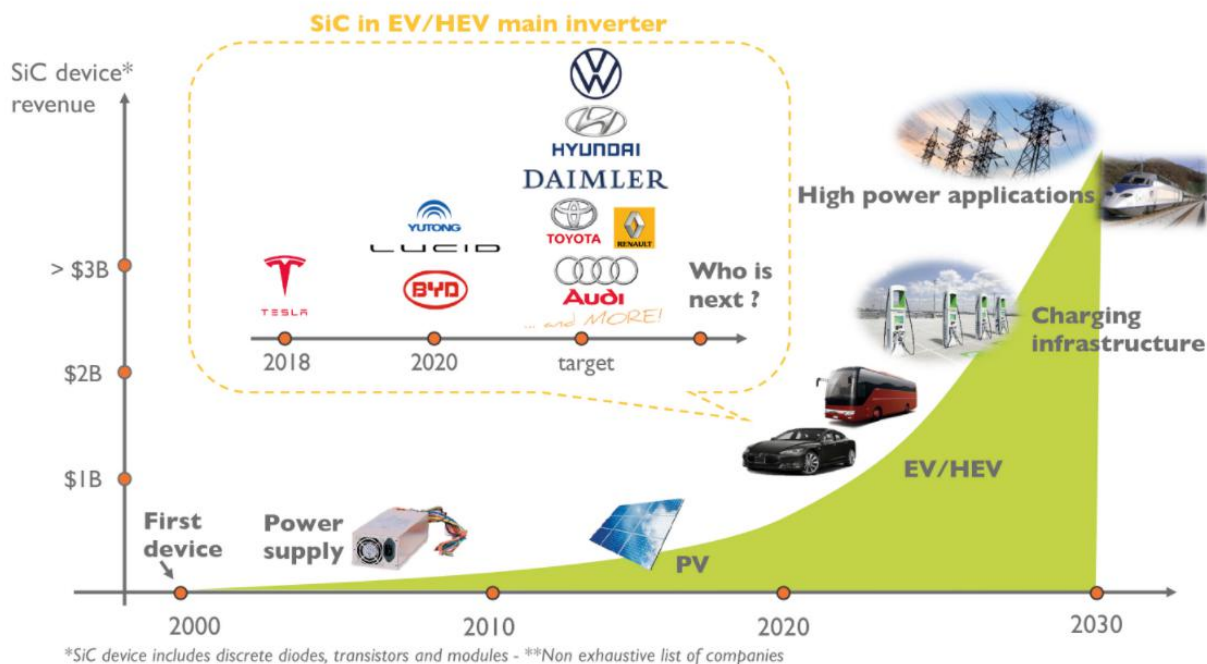 SiC in EV/HEV main inverter
SiC device*
revenue
> $3B
$2B
$1B
TESLA
YUTONG
LUCID
BYD
VW
HYUNDAI
DAIMLER
TOYOTA
RENAULT
Audi
... and MORE!
Who is
next ?
2018
2020
target
High power applications
Charging
infrastructure
EV/HEV
First
device
Power
supply
PV
2000
2010
2020
2030
*SiC device includes discrete diodes, transistors and modules - **Non exhaustive list of companies